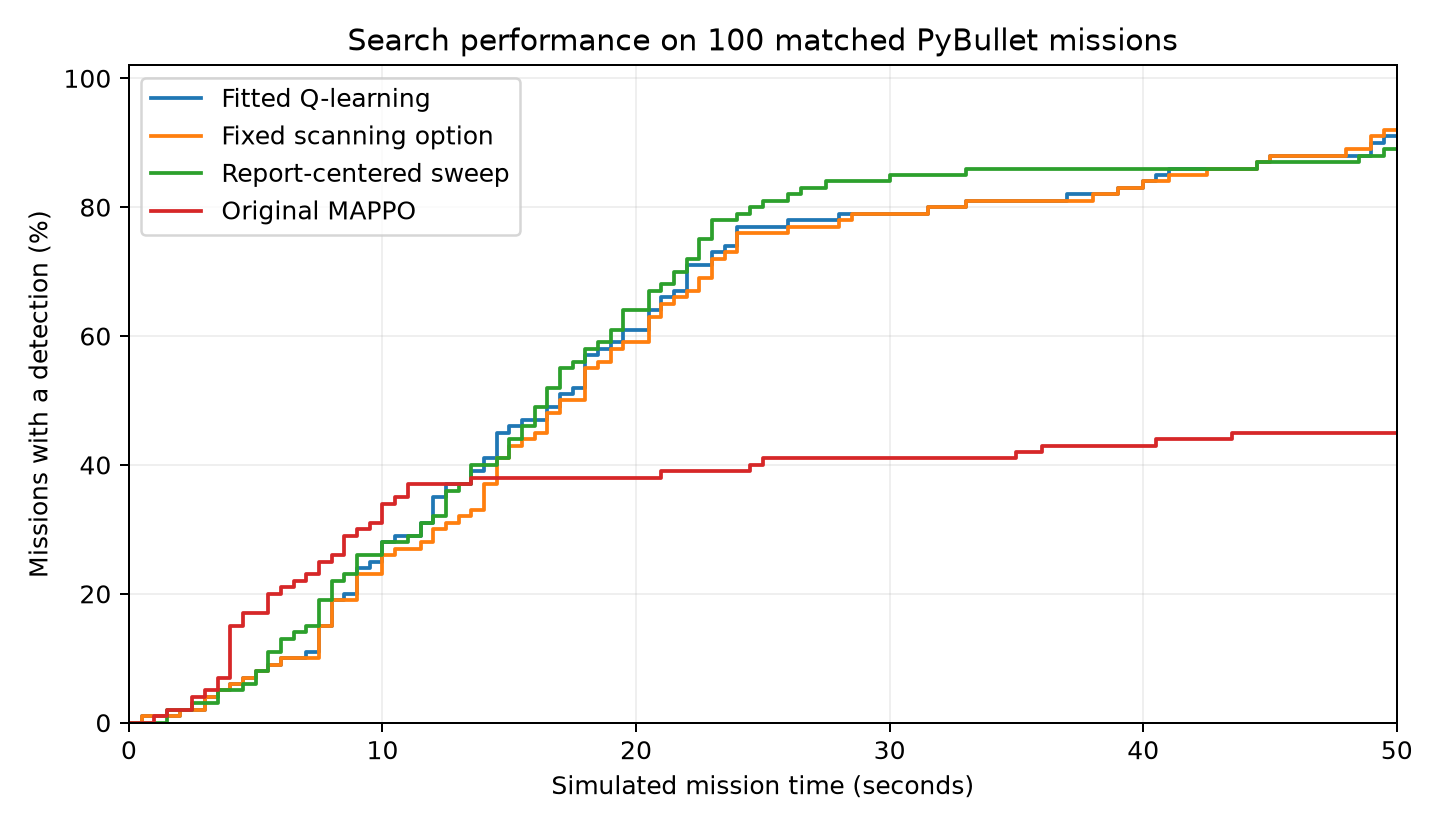 Search performance on 100 matched PyBullet missions
Missions with a detection (%)
100
80
60
40
20
0
Fitted Q-learning
Fixed scanning option
Report-centered sweep
Original MAPPO
0 10 20 30 40 50
Simulated mission time (seconds)